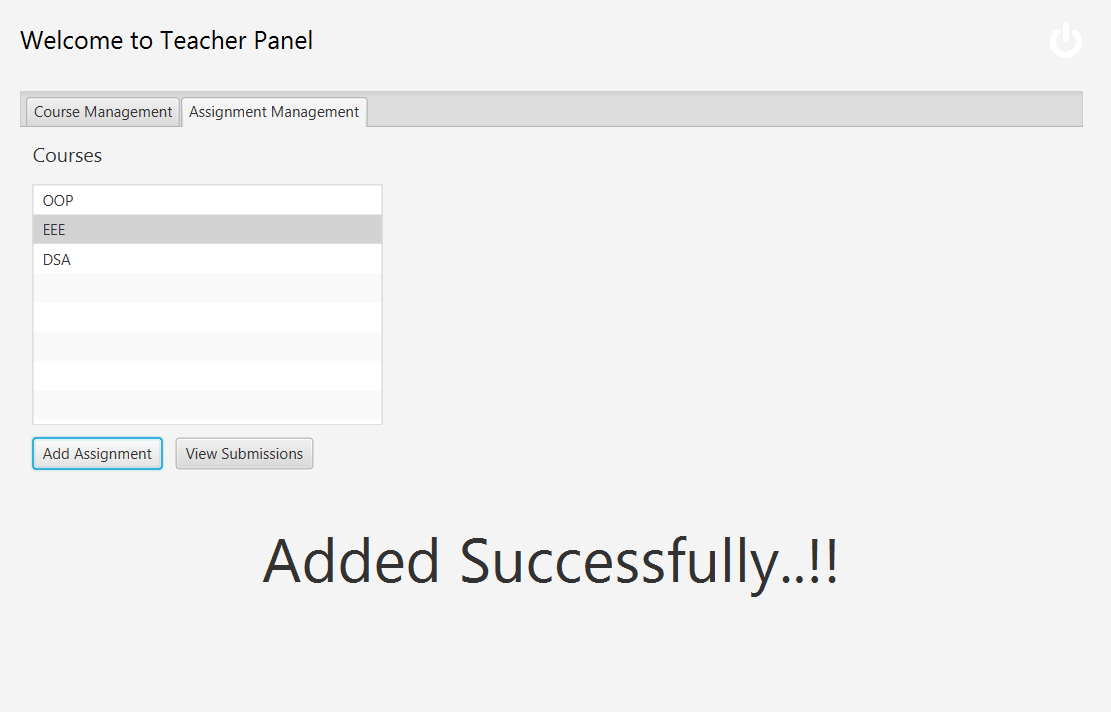 Welcome to Teacher Panel
Course Management Assignment Management
Courses
OOP
EEE
DSA
Add Assignment View Submissions
Added Successfully..!!